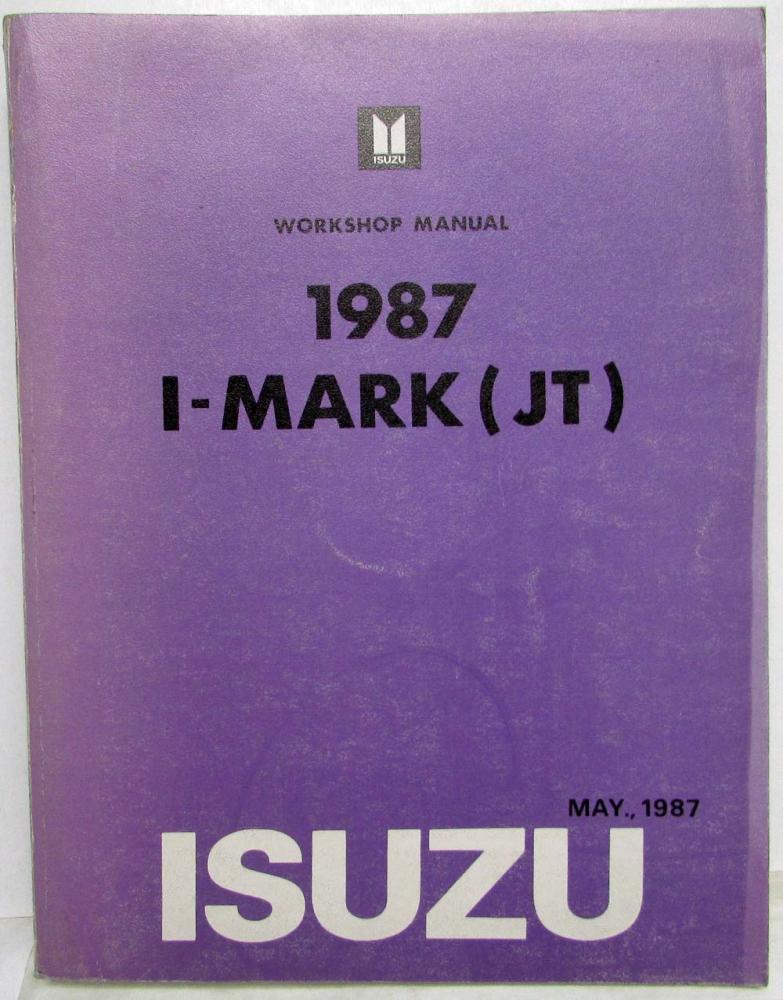 ISUZU
WORKSHOP MANUAL
1987
I-MARK (JT)
MAY., 1987
ISUZU